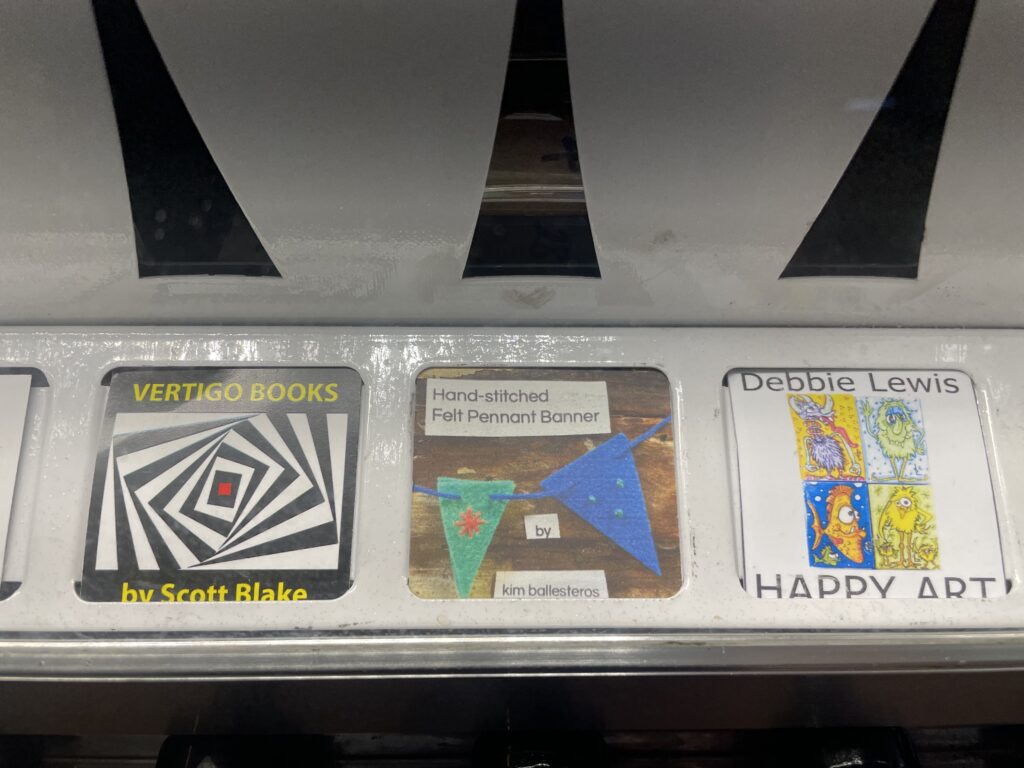 VERTIGO BOOKS
by Scott Blake
Hand-stitched
Felt Pennant Banner
by
kim ballesteros
Debbie Lewis
HAPPY ART